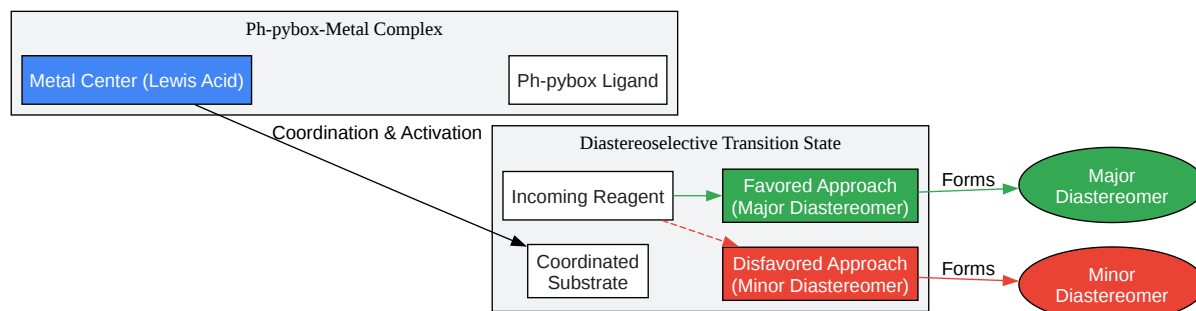 Ph-pybox-Metal Complex
Metal Center (Lewis Acid)
Ph-pybox Ligand
Coordination & Activation
Diastereoselective Transition State
Incoming Reagent
Favored Approach
(Major Diastereomer)
Forms
Major
Diastereomer
Coordinated
Substrate
Disfavored Approach
(Minor Diastereomer)
Forms
Minor
Diastereomer